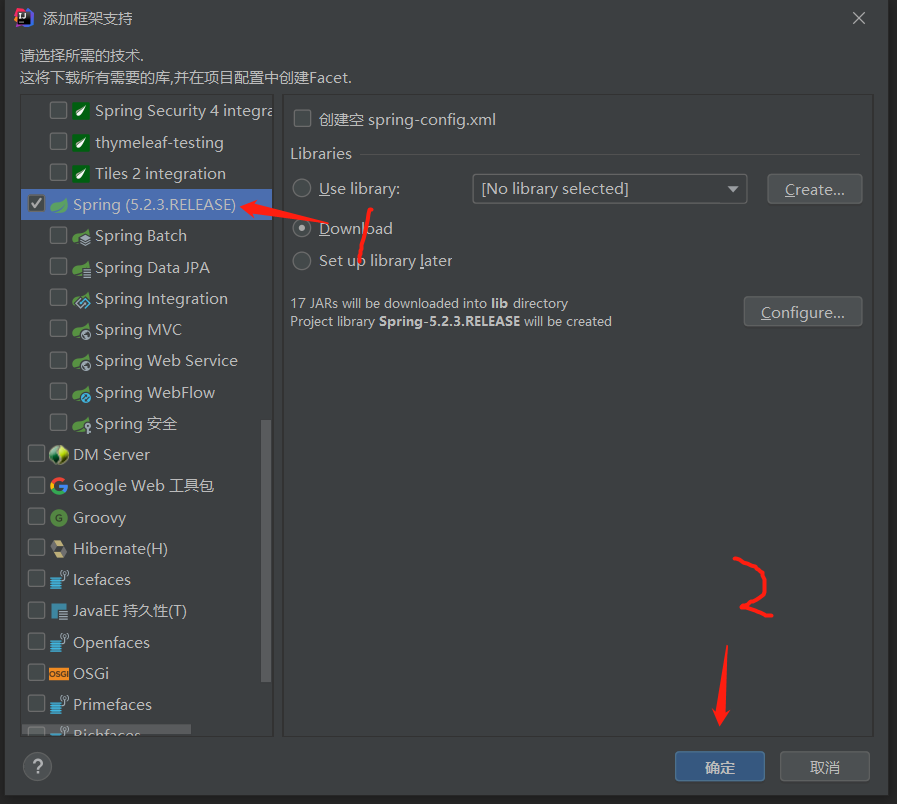 添加框架支持
请选择所需的技术.
这将下载所有需要的库,并在项目配置中创建Facet.
Spring Security 4 integra
thymeleaf-testing
Tiles 2 integration
Spring (5.2.3.RELEASE)
Spring Batch
Spring Data JPA
Spring Integration
Spring MVC
Spring Web Service
Spring WebFlow
Spring 安全
DM Server
Google Web 工具包
Groovy
Hibernate(H)
Icefaces
JavaEE 持久性(T)
Openfaces
OSGi OSGi
Primefaces
Richfaces
创建空 spring-config.xml
Libraries
Use library: [No library selected] Create...
Download
1
Set up library later
17 JARs will be downloaded into lib directory
Project library Spring-5.2.3.RELEASE will be created
Configure...
2
? 确定 取消